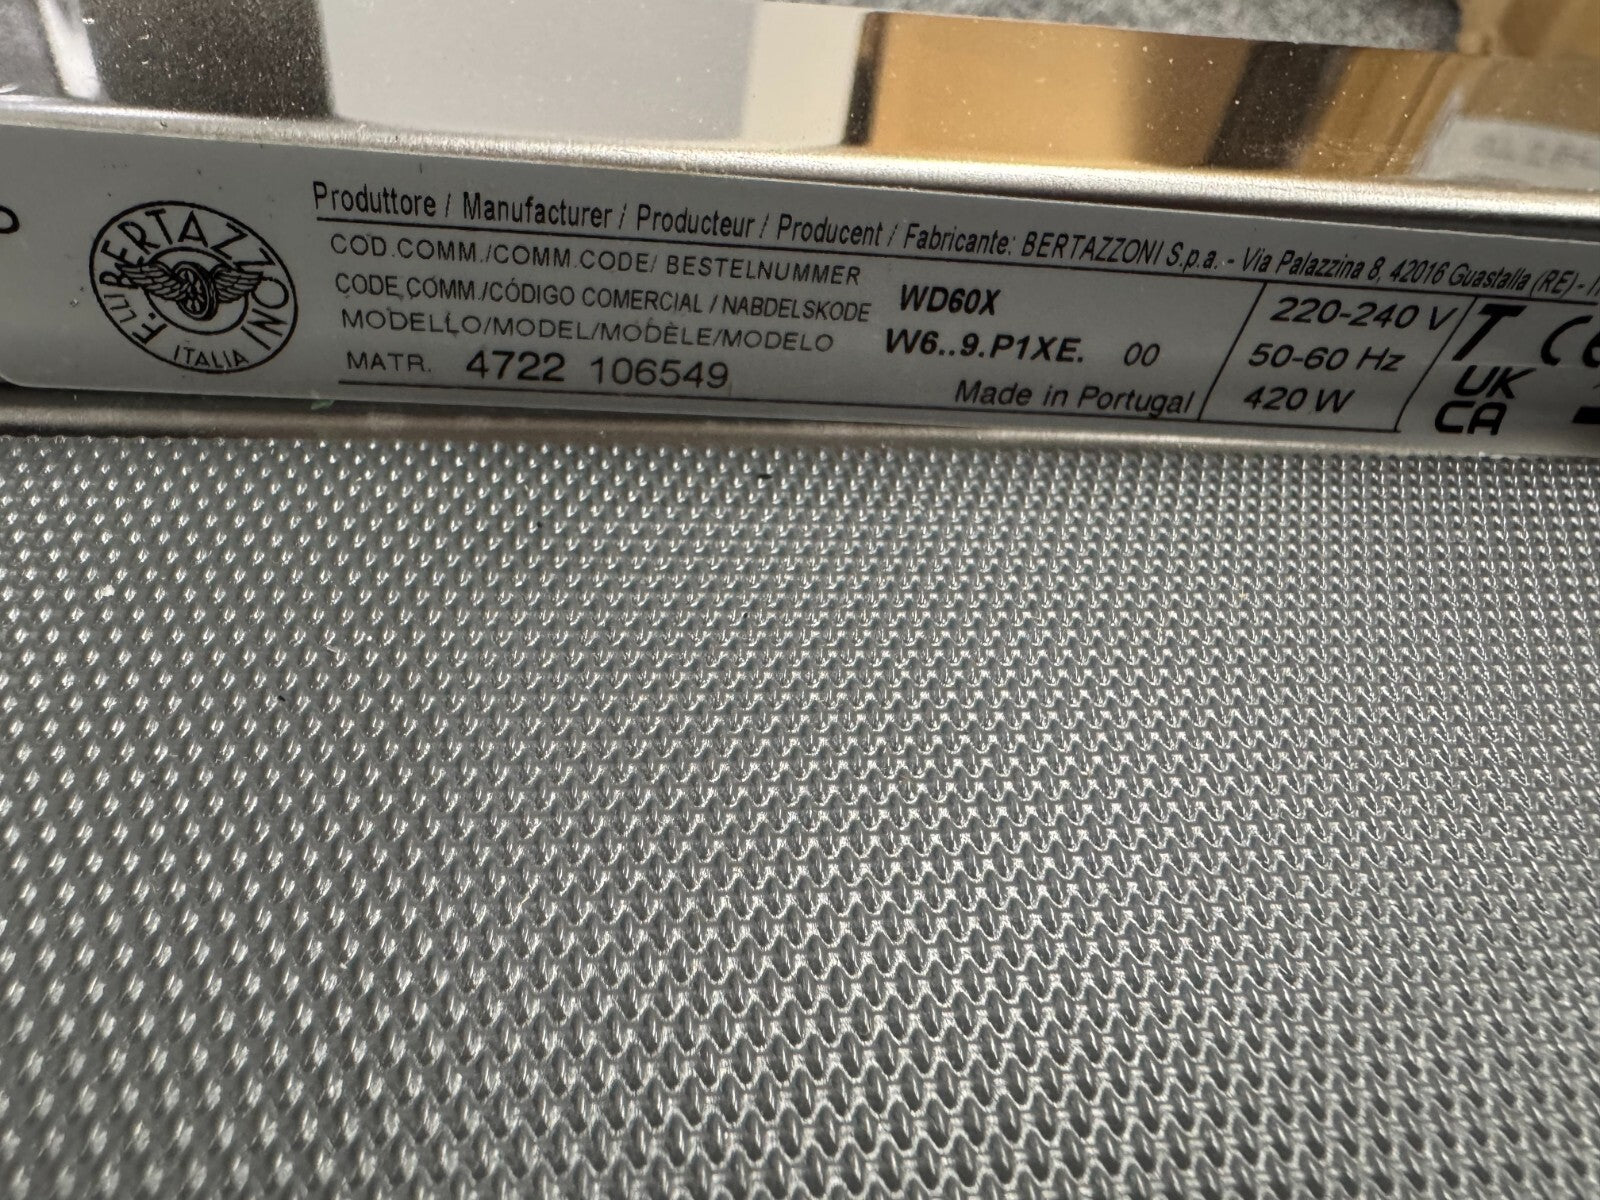 F.LLI BERTAZZONI
ITALIA
Produttore / Manufacturer / Producteur / Producent / Fabricante: BERTAZZONI S.p.a. - Via Palazzina 8, 42016 Guastalla (RE) -
COD.COMM./COMM.CODE/ BESTELNUMMER
CODE COMM./CÓDIGO COMERCIAL / NABDELSKODE WD60X
MODELLO/MODEL/MODÈLE/MODELO W6..9.P1XE. 00
MATR. 4722 106549
Made in Portugal
220-240 V
50-60 Hz
420 W
CE
UK
CA